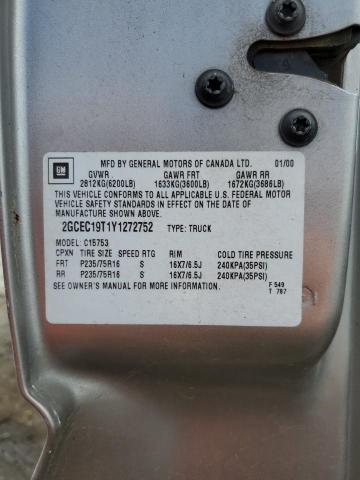 GM
MFD BY GENERAL MOTORS OF CANADA LTD. 01/00
GVWR GAWR FRT GAWR RR
2812KG(6200LB) 1633KG(3600LB) 1672KG(3686LB)
THIS VEHICLE CONFORMS TO ALL APPLICABLE U.S. FEDERAL MOTOR
VEHICLE SAFETY STANDARDS IN EFFECT ON THE DATE OF
MANUFACTURE SHOWN ABOVE.
2GCEC19T1Y1272752 TYPE: TRUCK
MODEL: C15753
CPXN TIRE SIZE SPEED RTG RIM COLD TIRE PRESSURE
FRT P235/75R16 S 16X7/6.5J 240KPA(35PSI)
RR P235/75R16 S 16X7/6.5J 240KPA(35PSI)
SEE OWNER'S MANUAL FOR ADDITIONAL INFORMATION.
F 549
T 787